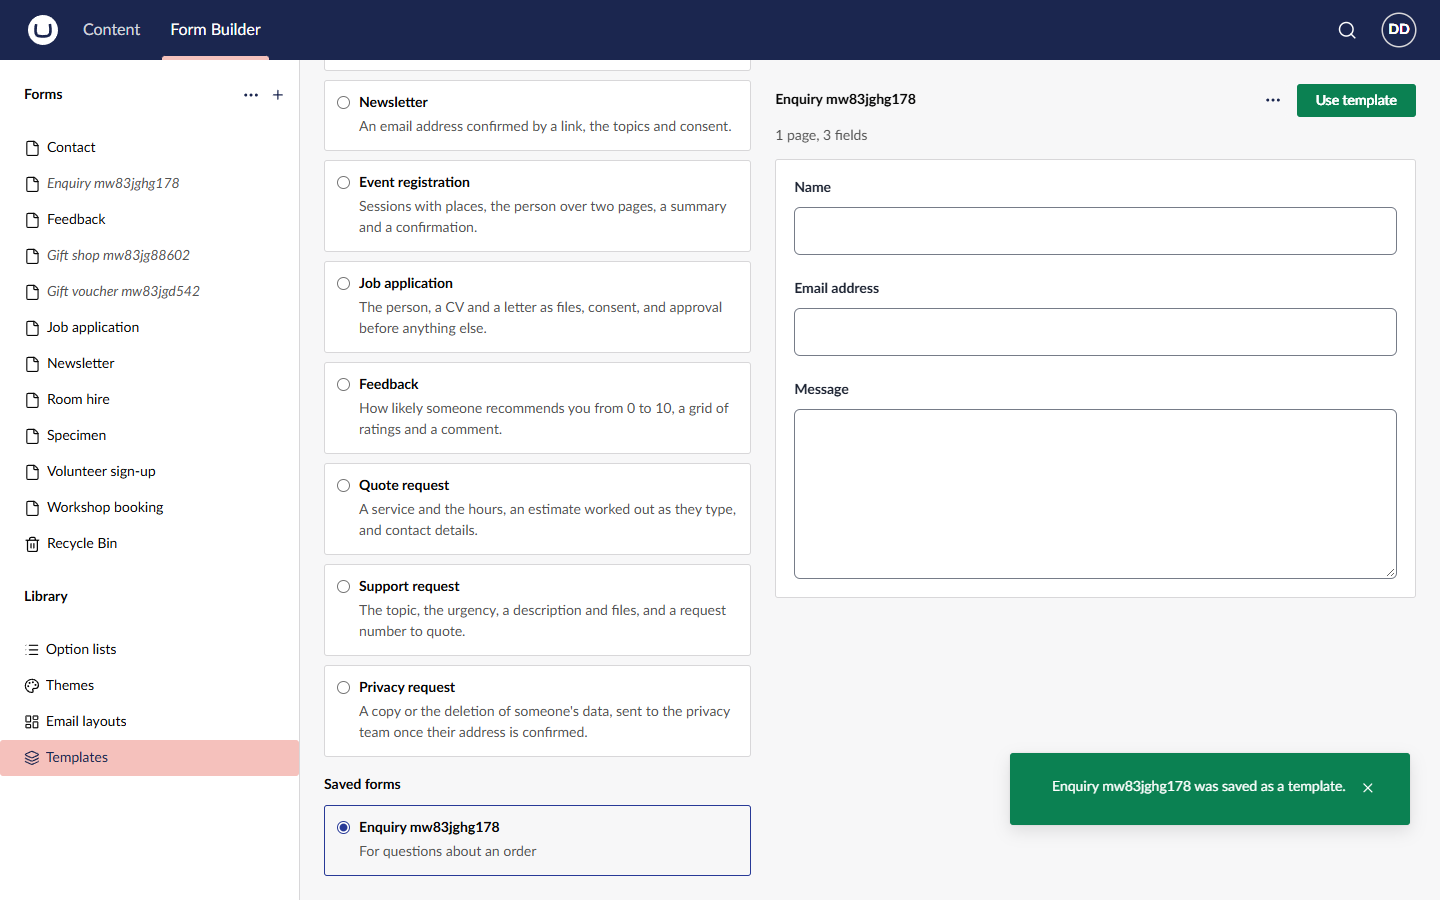 Content
Form Builder
DD
Forms
Contact
Enquiry mw83jghg178
Feedback
Gift shop mw83jg88602
Gift voucher mw83jgd542
Job application
Newsletter
Room hire
Specimen
Volunteer sign-up
Workshop booking
Recycle Bin
Library
Option lists
Themes
Email layouts
Templates
Newsletter
An email address confirmed by a link, the topics and consent.
Event registration
Sessions with places, the person over two pages, a summary
and a confirmation.
Job application
The person, a CV and a letter as files, consent, and approval
before anything else.
Feedback
How likely someone recommends you from 0 to 10, a grid of
ratings and a comment.
Quote request
A service and the hours, an estimate worked out as they type,
and contact details.
Support request
The topic, the urgency, a description and files, and a request
number to quote.
Privacy request
A copy or the deletion of someone's data, sent to the privacy
team once their address is confirmed.
Saved forms
Enquiry mw83jghg178
For questions about an order
Enquiry mw83jghg178
Use template
1 page, 3 fields
Name
Email address
Message
Enquiry mw83jghg178 was saved as a template.